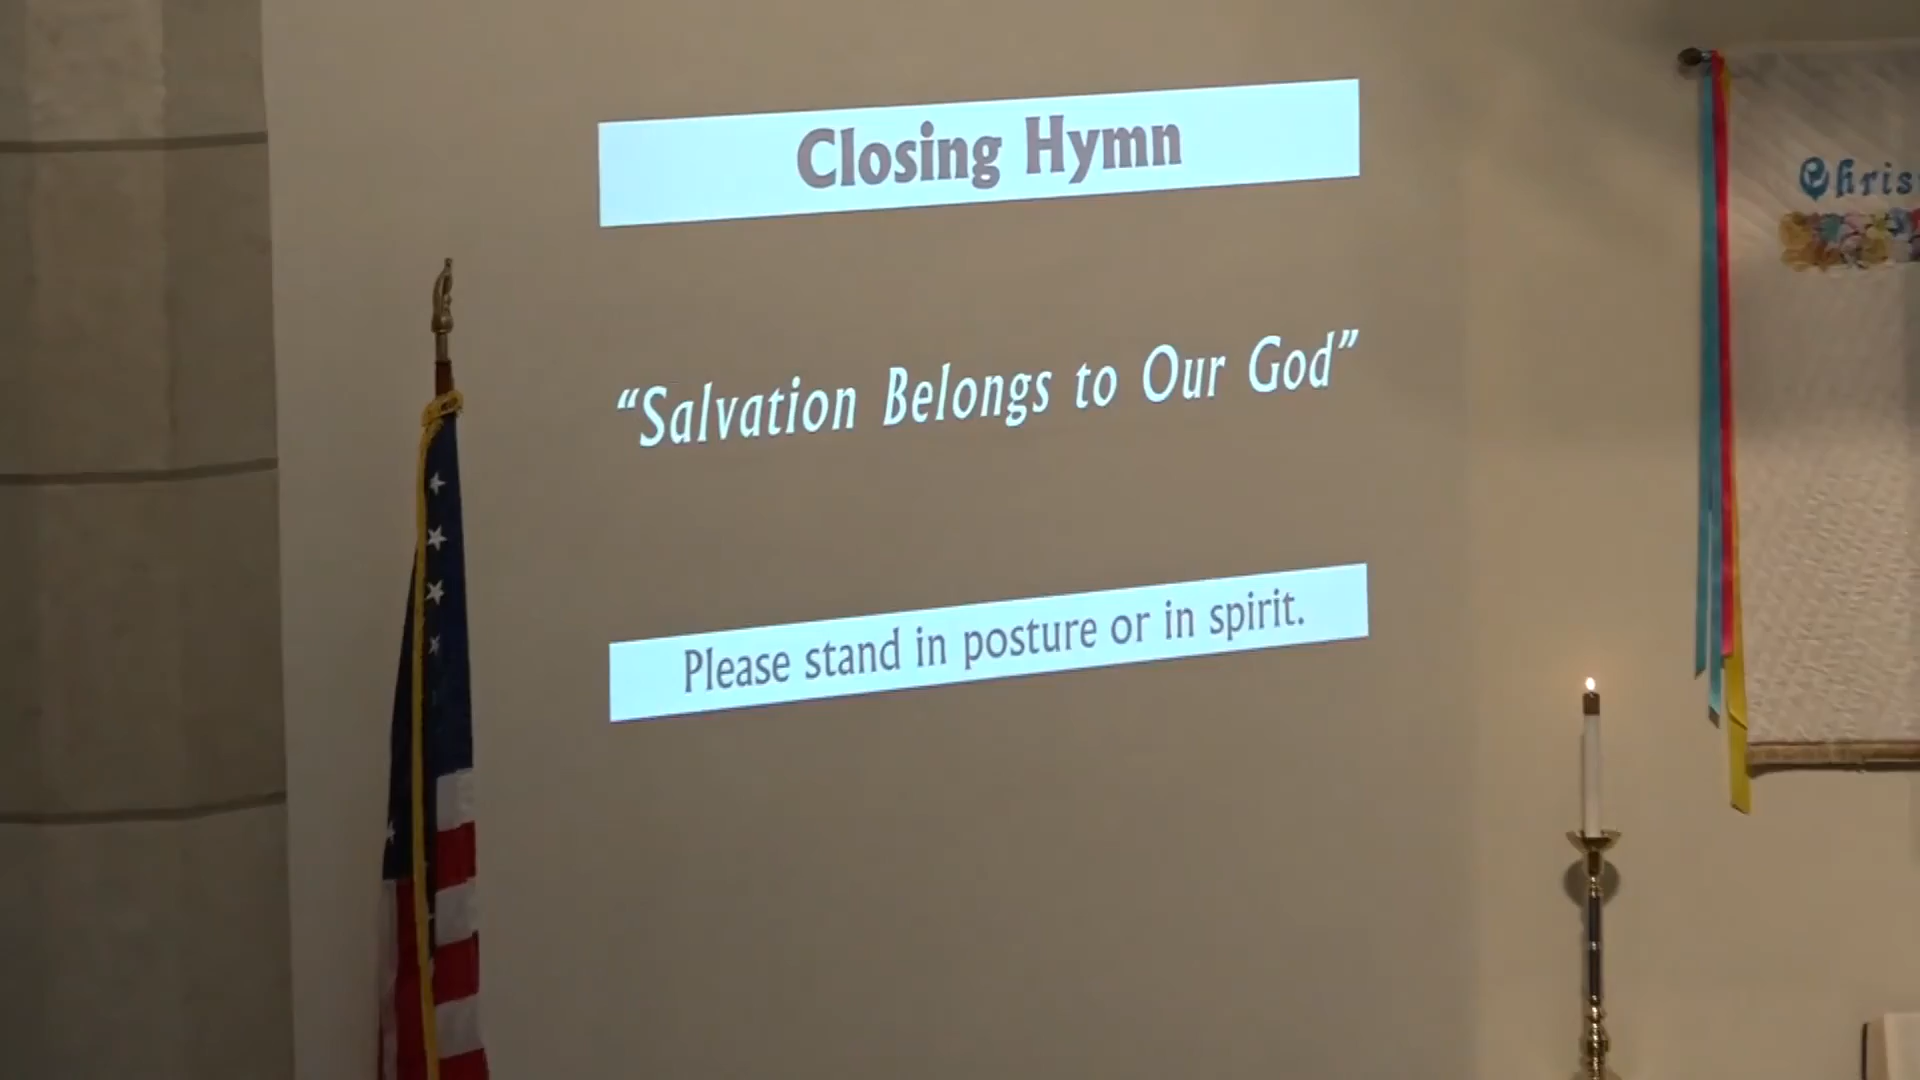 Closing Hymn
“Salvation Belongs to Our God”
Please stand in posture or in spirit.